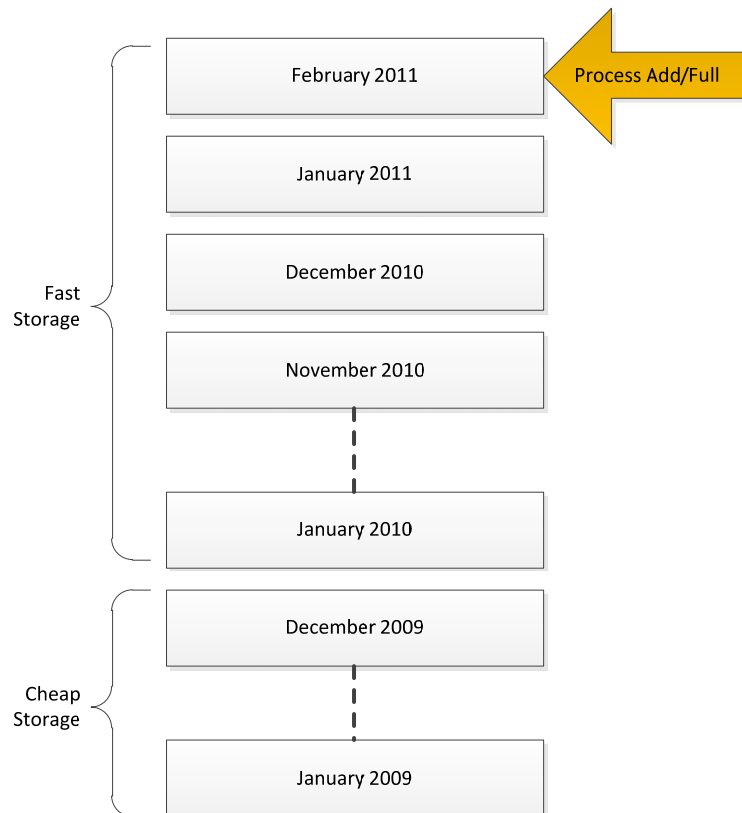 February 2011
Process Add/Full
January 2011
December 2010
Fast
Storage
November 2010
January 2010
December 2009
Cheap
Storage
January 2009